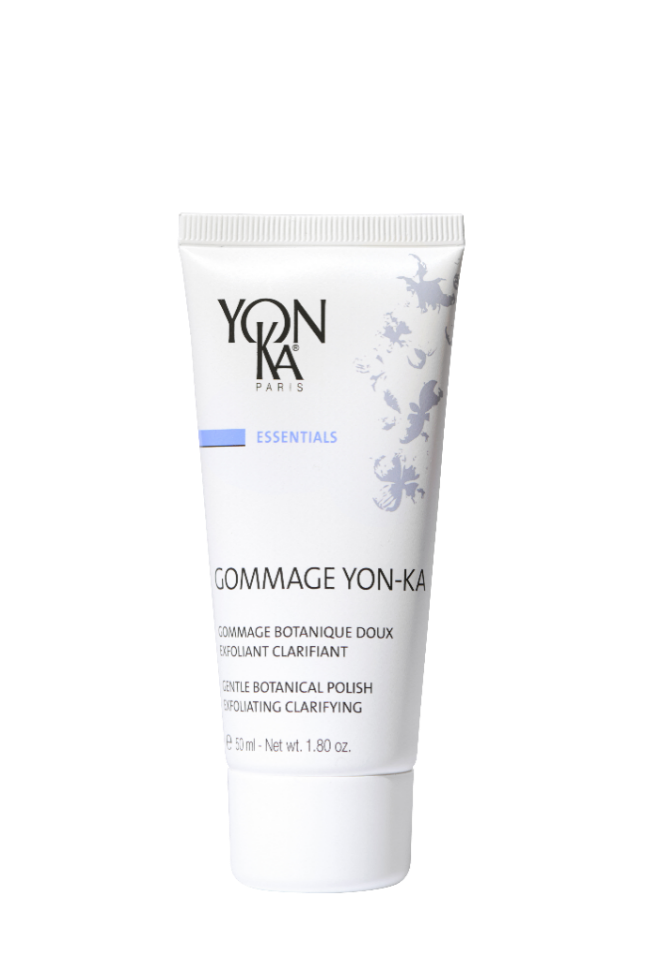 YON
KA®
PARIS
ESSENTIALS
GOMMAGE YON-KA
GOMMAGE BOTANIQUE DOUX
EXFOLIANT CLARIFIANT
GENTLE BOTANICAL POLISH
EXFOLIATING CLARIFYING
℮ 50 ml - Net wt. 1.80 oz.